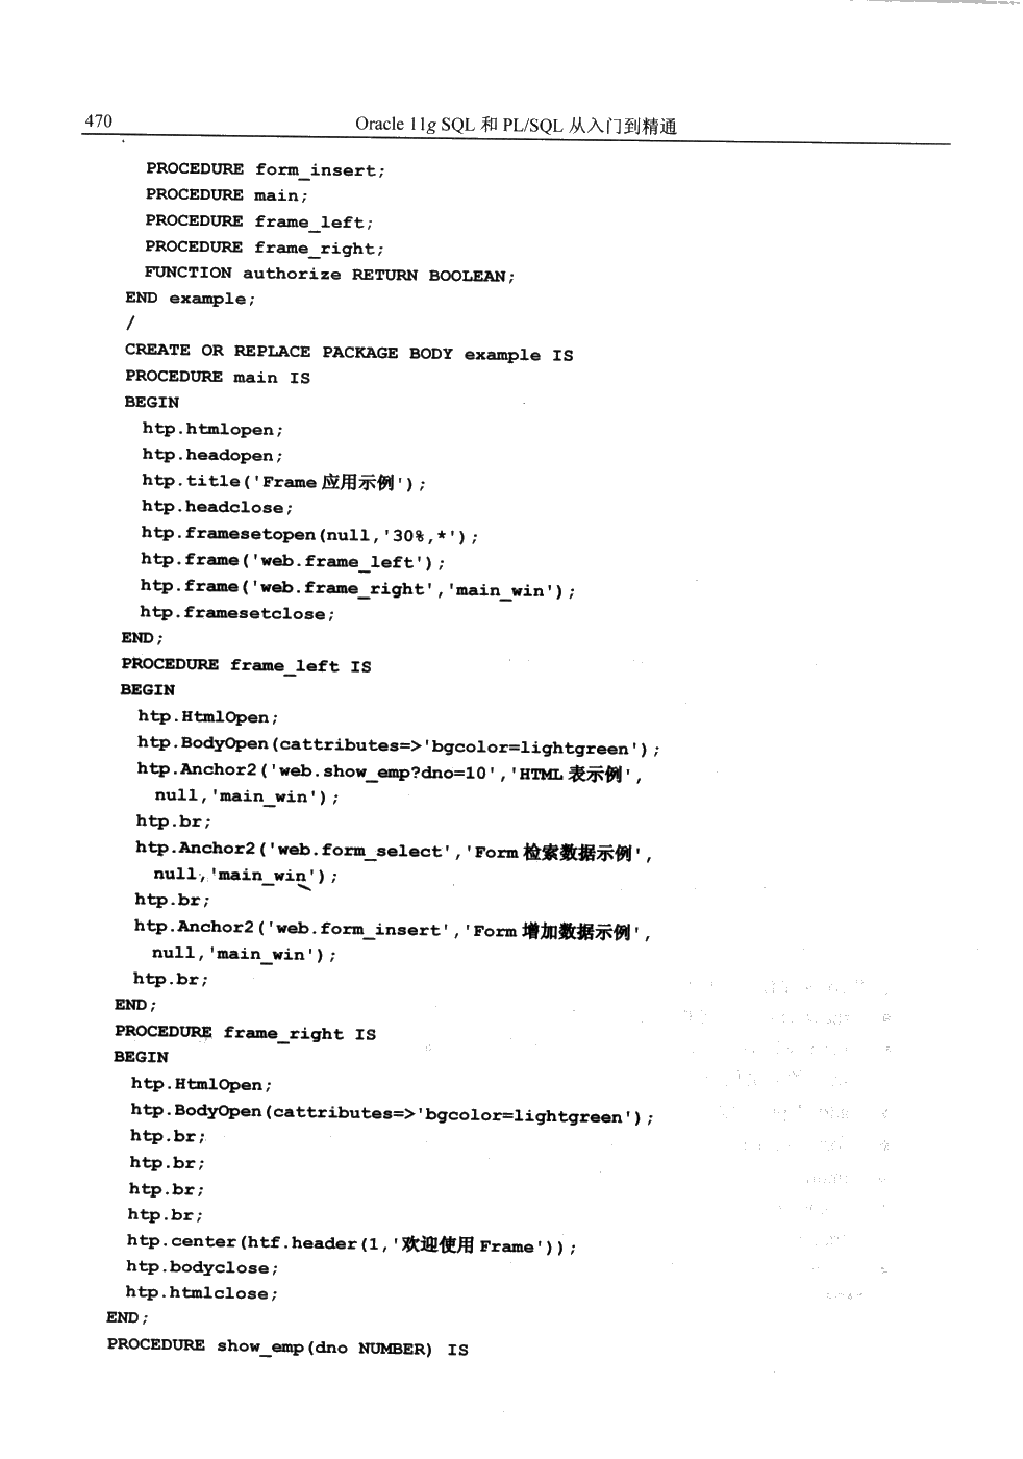 470
Oracle 11g SQL 和 PL/SQL 从入门到精通
PROCEDURE form_insert;
PROCEDURE main;
PROCEDURE frame_left;
PROCEDURE frame_right;
FUNCTION authorize RETURN BOOLEAN;
END example;
/
CREATE OR REPLACE PACKAGE BODY example IS
PROCEDURE main IS
BEGIN
htp.htmlopen;
htp.headopen;
htp.title('Frame 应用示例');
htp.headclose;
htp.framesetopen(null,'30%,*');
htp.frame('web.frame_left');
htp.frame('web.frame_right','main_win');
htp.framesetclose;
END;
PROCEDURE frame_left IS
BEGIN
htp.HtmlOpen;
htp.BodyOpen(cattributes=>'bgcolor=lightgreen');
htp.Anchor2('web.show_emp?dno=10','HTML 表示例',
null,'main_win');
htp.br;
htp.Anchor2('web.form_select','Form 检索数据示例',
null,'main_win');
htp.br;
htp.Anchor2('web.form_insert','Form 增加数据示例',
null,'main_win');
htp.br;
END;
PROCEDURE frame_right IS
BEGIN
htp.HtmlOpen;
htp.BodyOpen(cattributes=>'bgcolor=lightgreen');
htp.br;
htp.br;
htp.br;
htp.br;
htp.center(htf.header(1,'欢迎使用 Frame'));
htp.bodyclose;
htp.htmlclose;
END;
PROCEDURE show_emp(dno NUMBER) IS